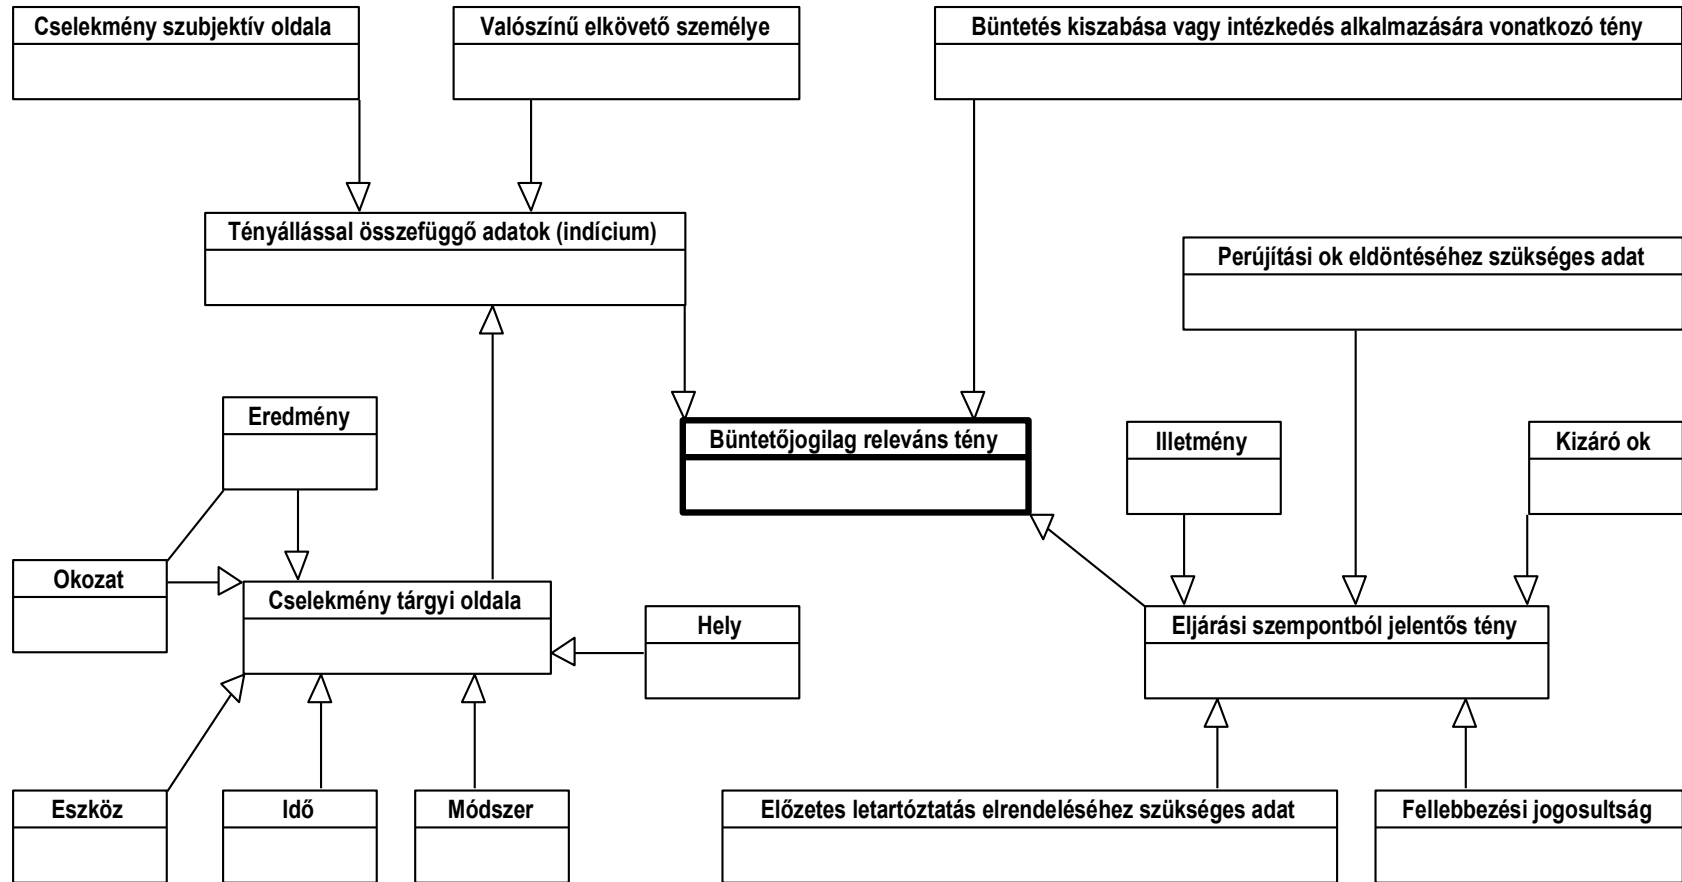 Cselekmény szubjektív oldala
Valószínű elkövető személye
Büntetés kiszabása vagy intézkedés alkalmazására vonatkozó tény
Tényállással összefüggő adatok (indícium)
Perújítási ok eldöntéséhez szükséges adat
Eredmény
Büntetőjogilag releváns tény
Illetmény
Kizáró ok
Okozat
Cselekmény tárgyi oldala
Hely
Eljárási szempontból jelentős tény
Eszköz
Idő
Módszer
Előzetes letartóztatás elrendeléséhez szükséges adat
Fellebbezési jogosultság